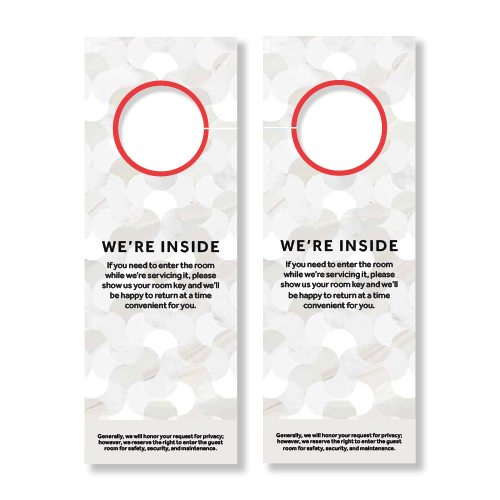 WE'RE INSIDE
If you need to enter the room
while we're servicing it, please
show us your room key and we'll
be happy to return at a time
convenient for you.
Generally, we will honor your request for privacy;
however, we reserve the right to enter the guest
room for safety, security, and maintenance.
WE'RE INSIDE
If you need to enter the room
while we're servicing it, please
show us your room key and we'll
be happy to return at a time
convenient for you.
Generally, we will honor your request for privacy;
however, we reserve the right to enter the guest
room for safety, security, and maintenance.